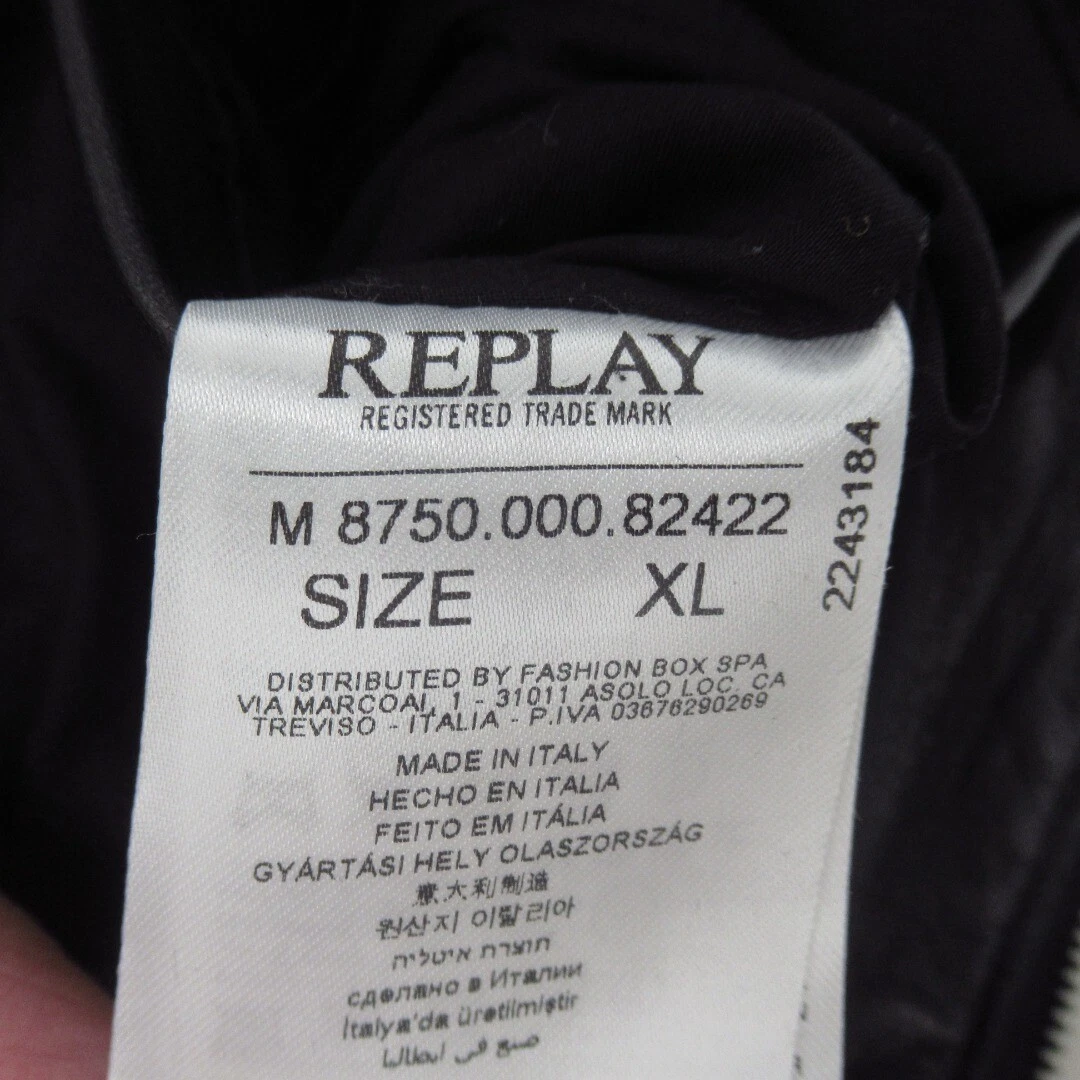 REPLAY
REGISTERED TRADE MARK
M 8750.000.82422
SIZE XL
2243184
DISTRIBUTED BY FASHION BOX SPA
VIA MARCOAI, 1 - 31011 ASOLO LOC. CA
TREVISO - ITALIA - P.IVA 03676290269
MADE IN ITALY
HECHO EN ITALIA
FEITO EM ITÁLIA
GYÁRTÁSI HELY OLASZORSZÁG
意大利制造
원산지 이탈리아
תוצרת איטליה
сделано в Италии
İtalya'da üretilmiştir
صنع في ايطاليا